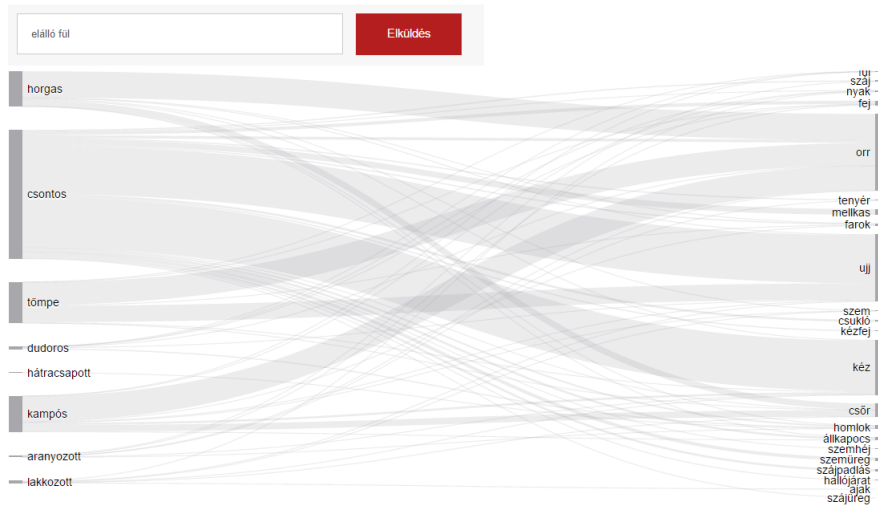 elálló fül
Elküldés
horgas
csontos
tömpe
dudoros
hátracsapott
kampós
aranyozott
lakkozott
fül
száj
nyak
fej
orr
tenyér
mellkas
farok
ujj
szem
csukló
kézfej
kéz
csőr
homlok
állkapocs
szemhéj
szemüreg
szájpadlás
hallójárat
ajak
szájüreg